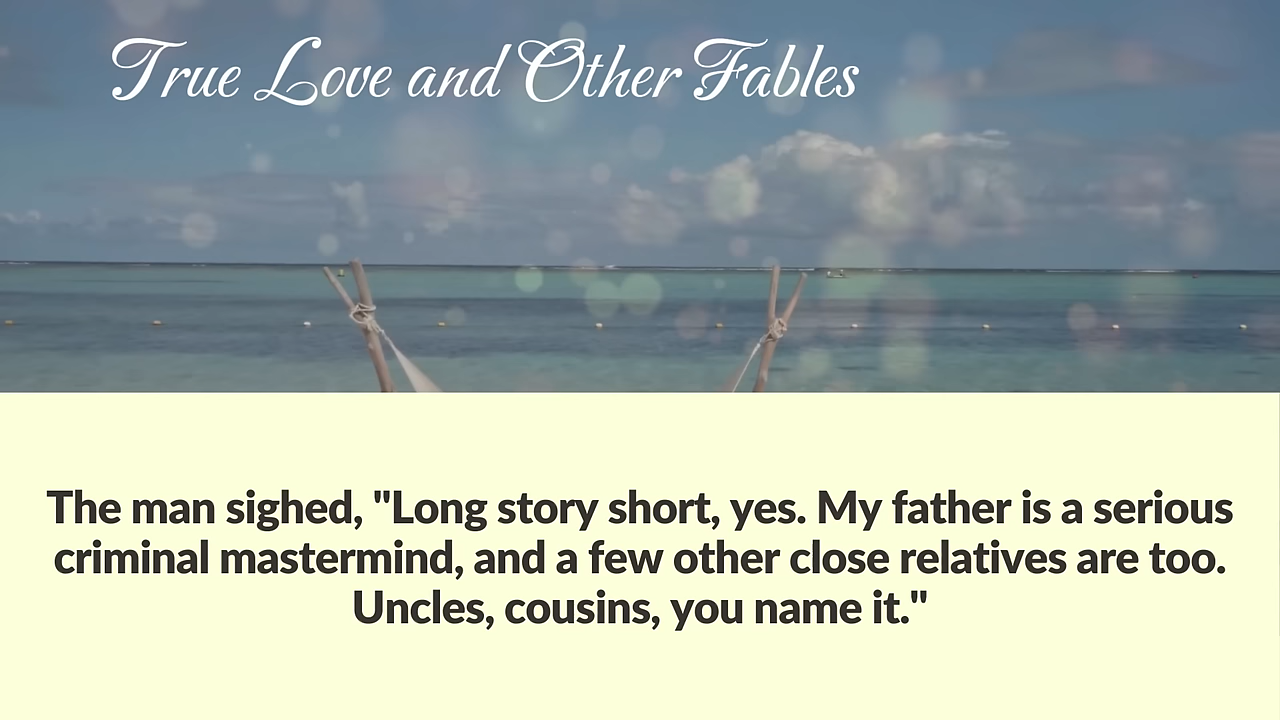 True Love and Other Fables
The man sighed, "Long story short, yes. My father is a serious
criminal mastermind, and a few other close relatives are too.
Uncles, cousins, you name it."